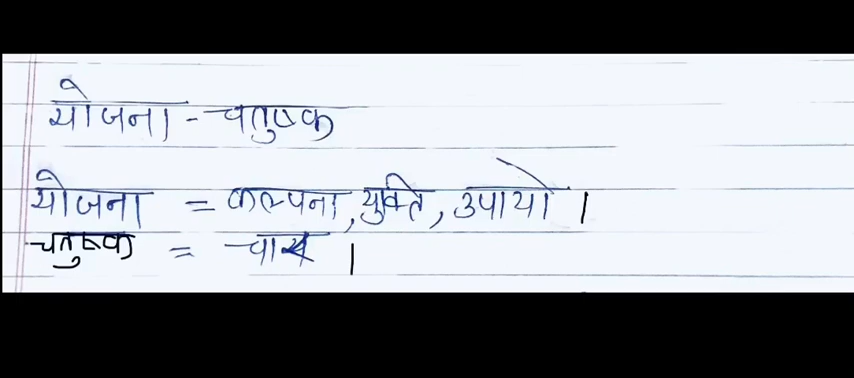 योजना - चतुष्क
योजना = कल्पना, युक्ति, उपायो ।
चतुष्क = चार ।